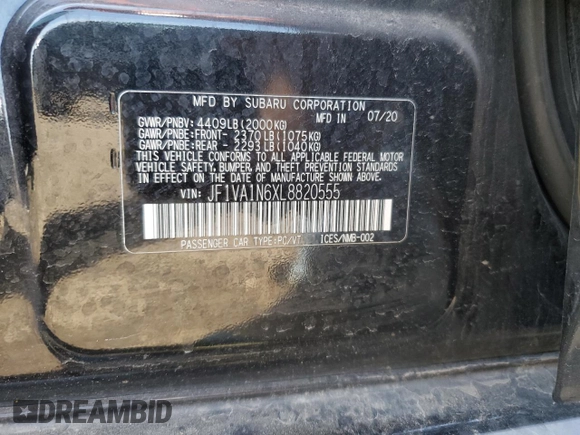 MFD BY SUBARU CORPORATION
GVWR/PNBV: 4409LB(2000KG) MFD IN 07/20
GAWR/PNBE:FRONT- 2370LB(1075KG)
GAWR/PNBE:REAR - 2293LB(1040KG)
THIS VEHICLE CONFORMS TO ALL APPLICABLE FEDERAL MOTOR
VEHICLE SAFETY, BUMPER, AND THEFT PREVENTION STANDARDS
IN EFFECT ON THE DATE OF MANUFACTURE SHOWN ABOVE.
VIN: JF1VA1N6XL8820555
PASSENGER CAR TYPE:PC/VT ICES/NMB-002
DREAMBID